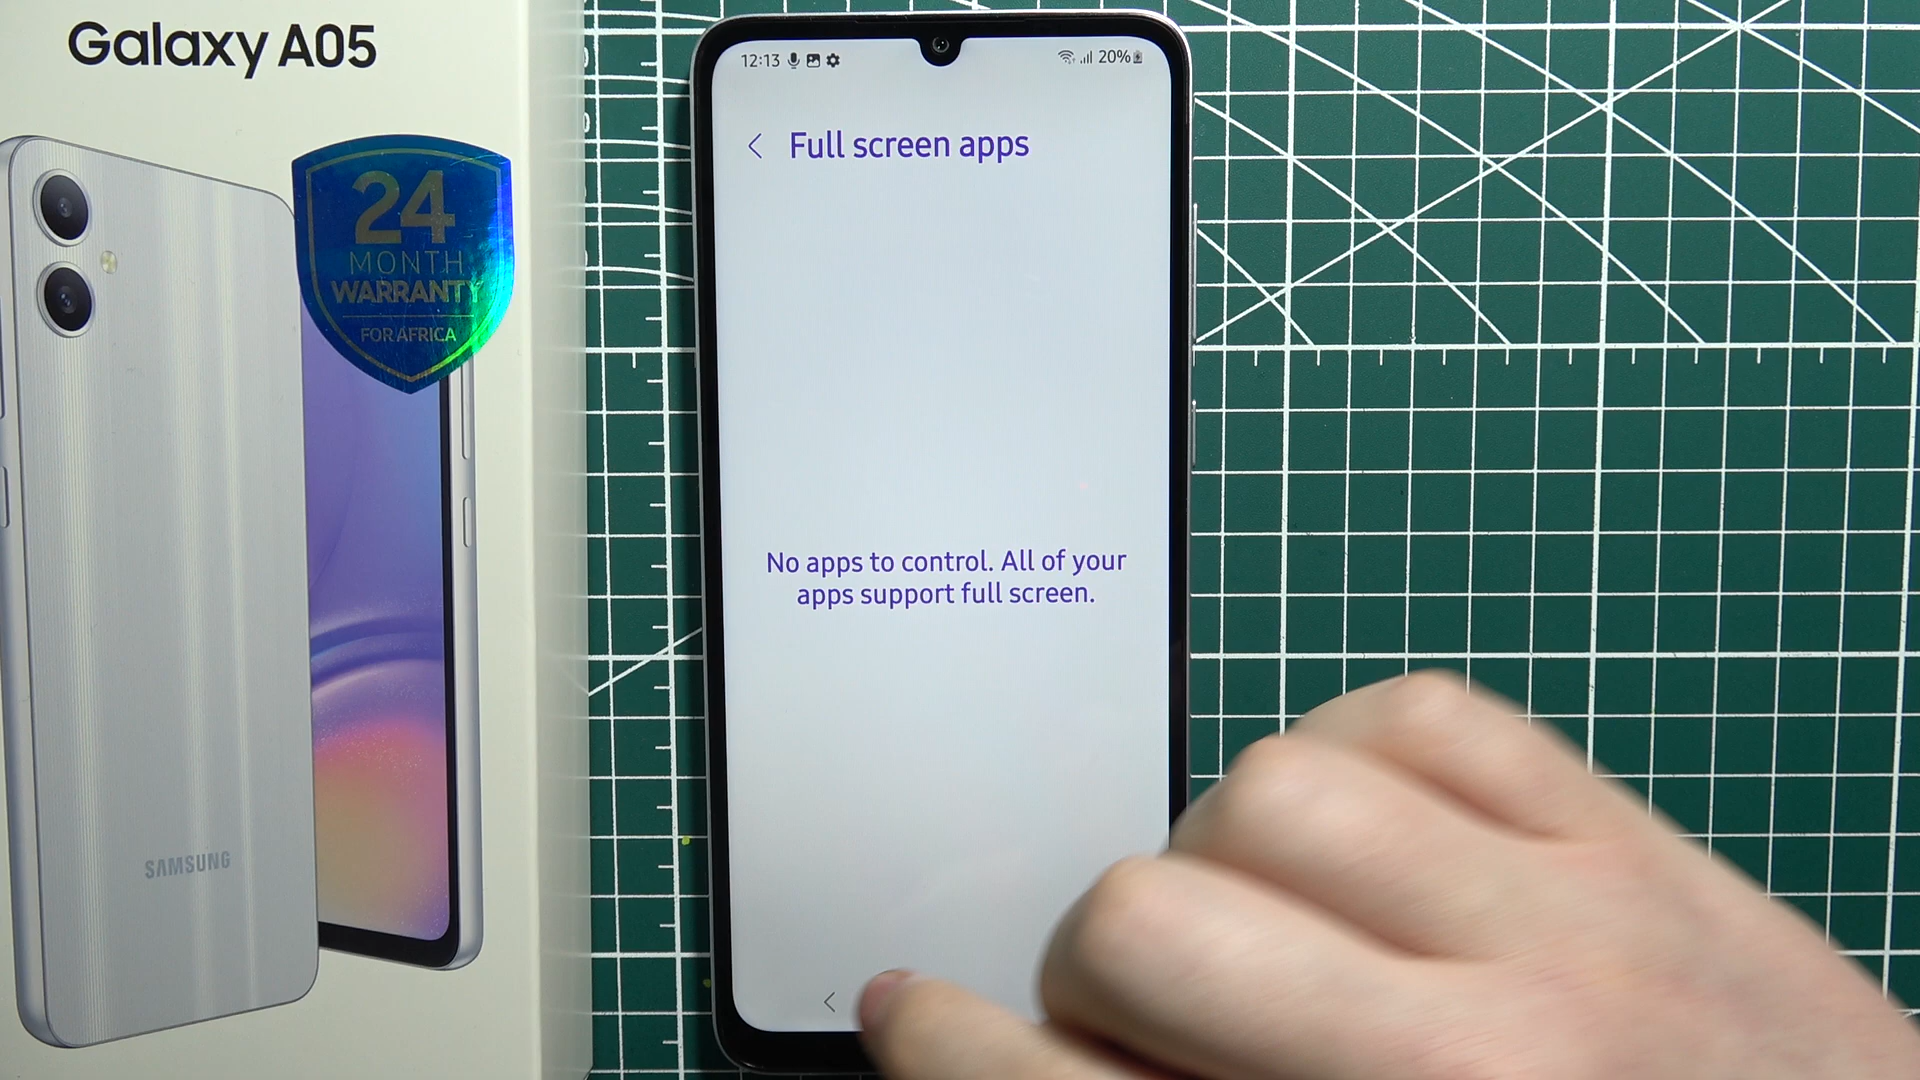 Galaxy A05
24
MONTH
WARRANTY
FOR AFRICA
SAMSUNG
12:13
20%
Full screen apps
No apps to control. All of your
apps support full screen.